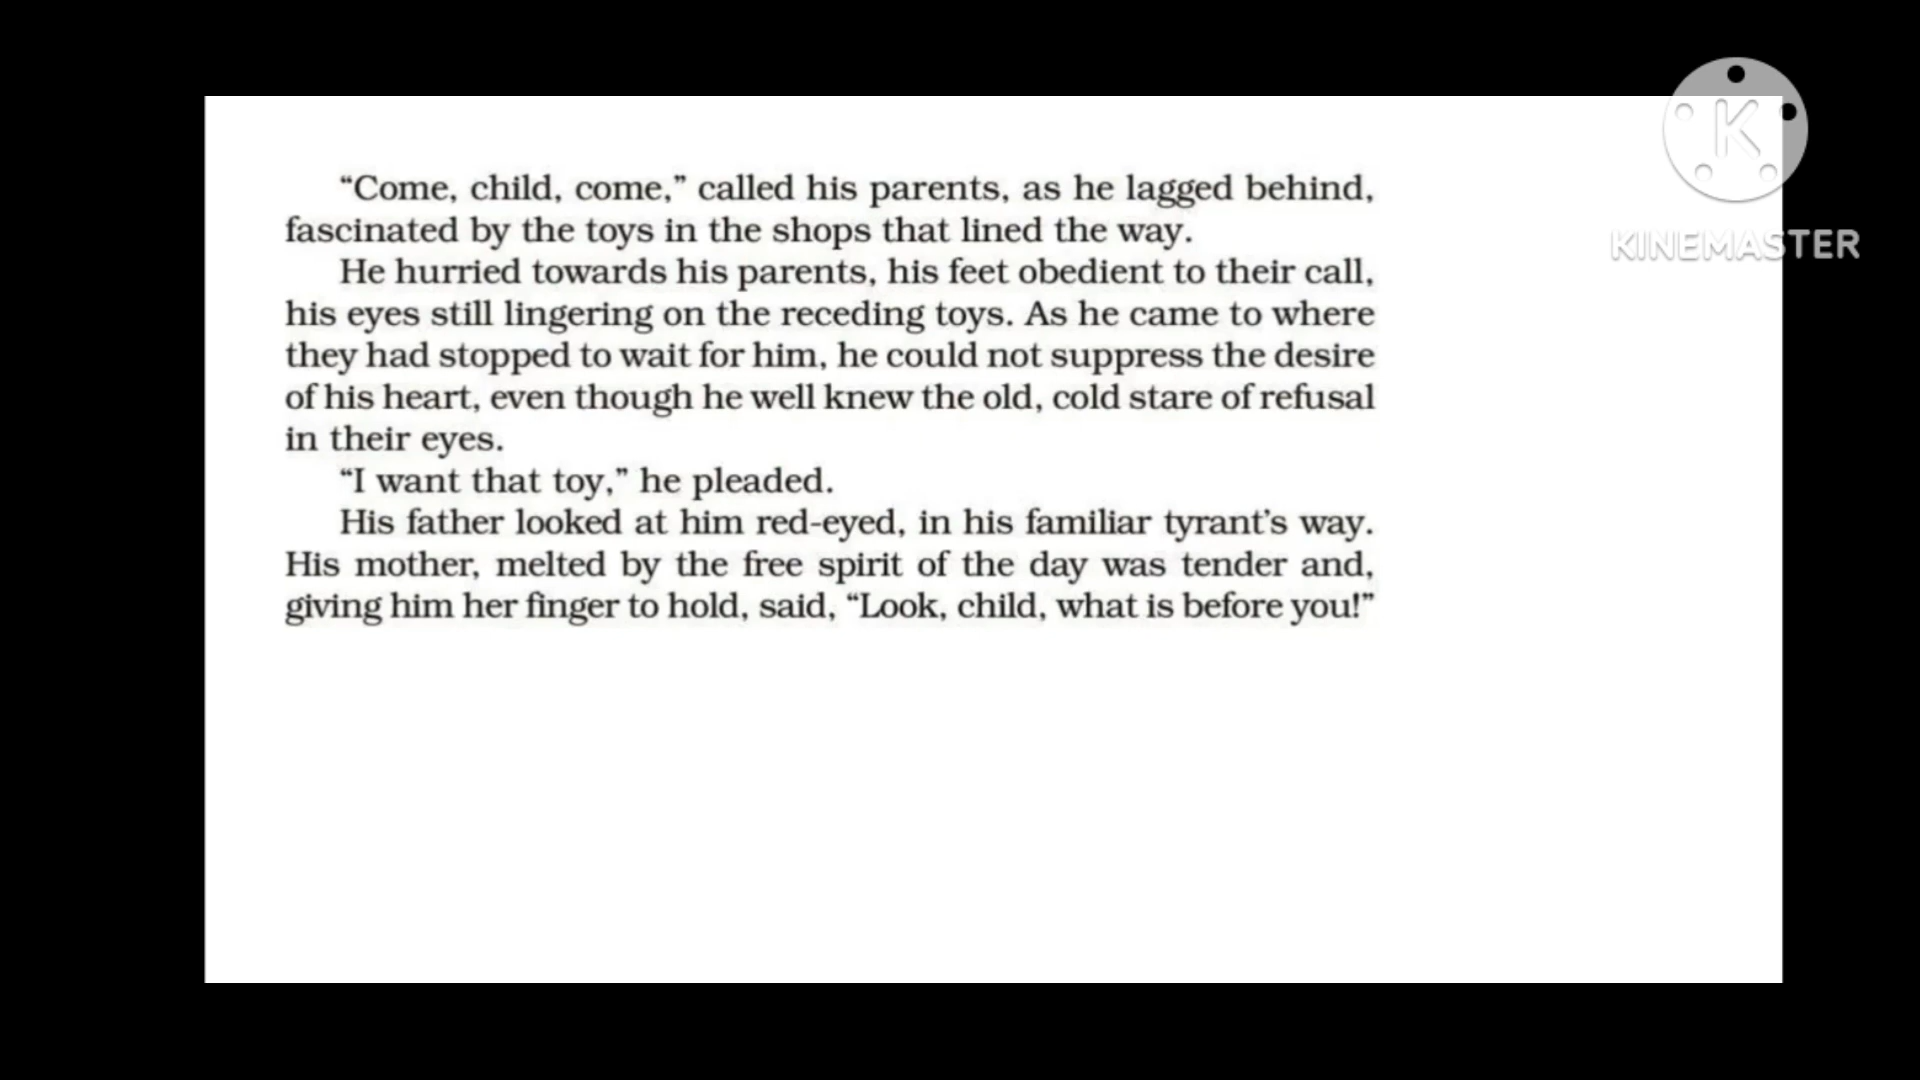 “Come, child, come,” called his parents, as he lagged behind,
fascinated by the toys in the shops that lined the way.
He hurried towards his parents, his feet obedient to their call,
his eyes still lingering on the receding toys. As he came to where
they had stopped to wait for him, he could not suppress the desire
of his heart, even though he well knew the old, cold stare of refusal
in their eyes.
“I want that toy,” he pleaded.
His father looked at him red-eyed, in his familiar tyrant’s way.
His mother, melted by the free spirit of the day was tender and,
giving him her finger to hold, said, “Look, child, what is before you!”
K
KINEMASTER